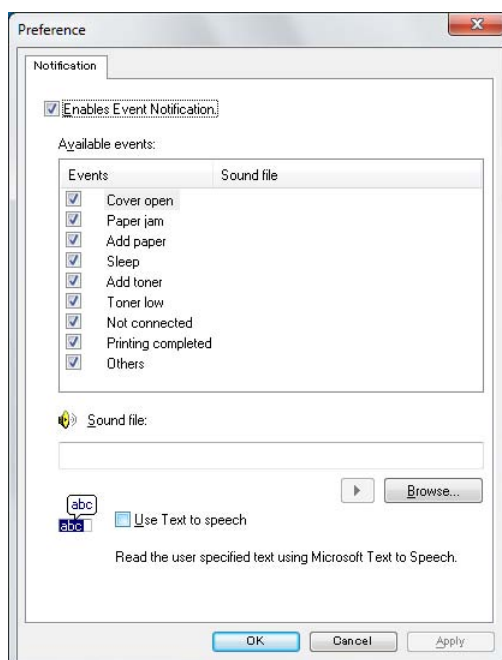 Preference
Notification
Enables Event Notification.
Available events:
Events Sound file
Cover open
Paper jam
Add paper
Sleep
Add toner
Toner low
Not connected
Printing completed
Others
Sound file:
Browse...
abc
abc
Use Text to speech
Read the user specified text using Microsoft Text to Speech.
OK Cancel Apply